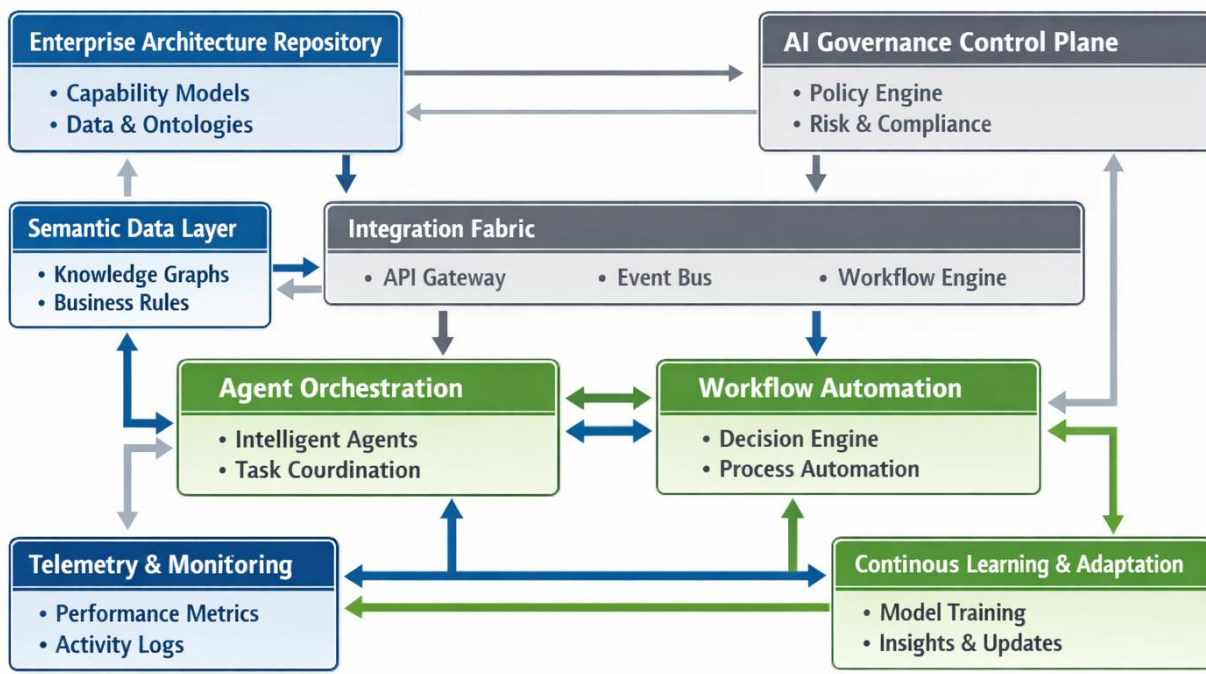 Enterprise Architecture Repository
• Capability Models
• Data & Ontologies
AI Governance Control Plane
• Policy Engine
• Risk & Compliance
Semantic Data Layer
• Knowledge Graphs
• Business Rules
Integration Fabric
• API Gateway • Event Bus • Workflow Engine
Agent Orchestration
• Intelligent Agents
• Task Coordination
Workflow Automation
• Decision Engine
• Process Automation
Telemetry & Monitoring
• Performance Metrics
• Activity Logs
Continous Learning & Adaptation
• Model Training
• Insights & Updates